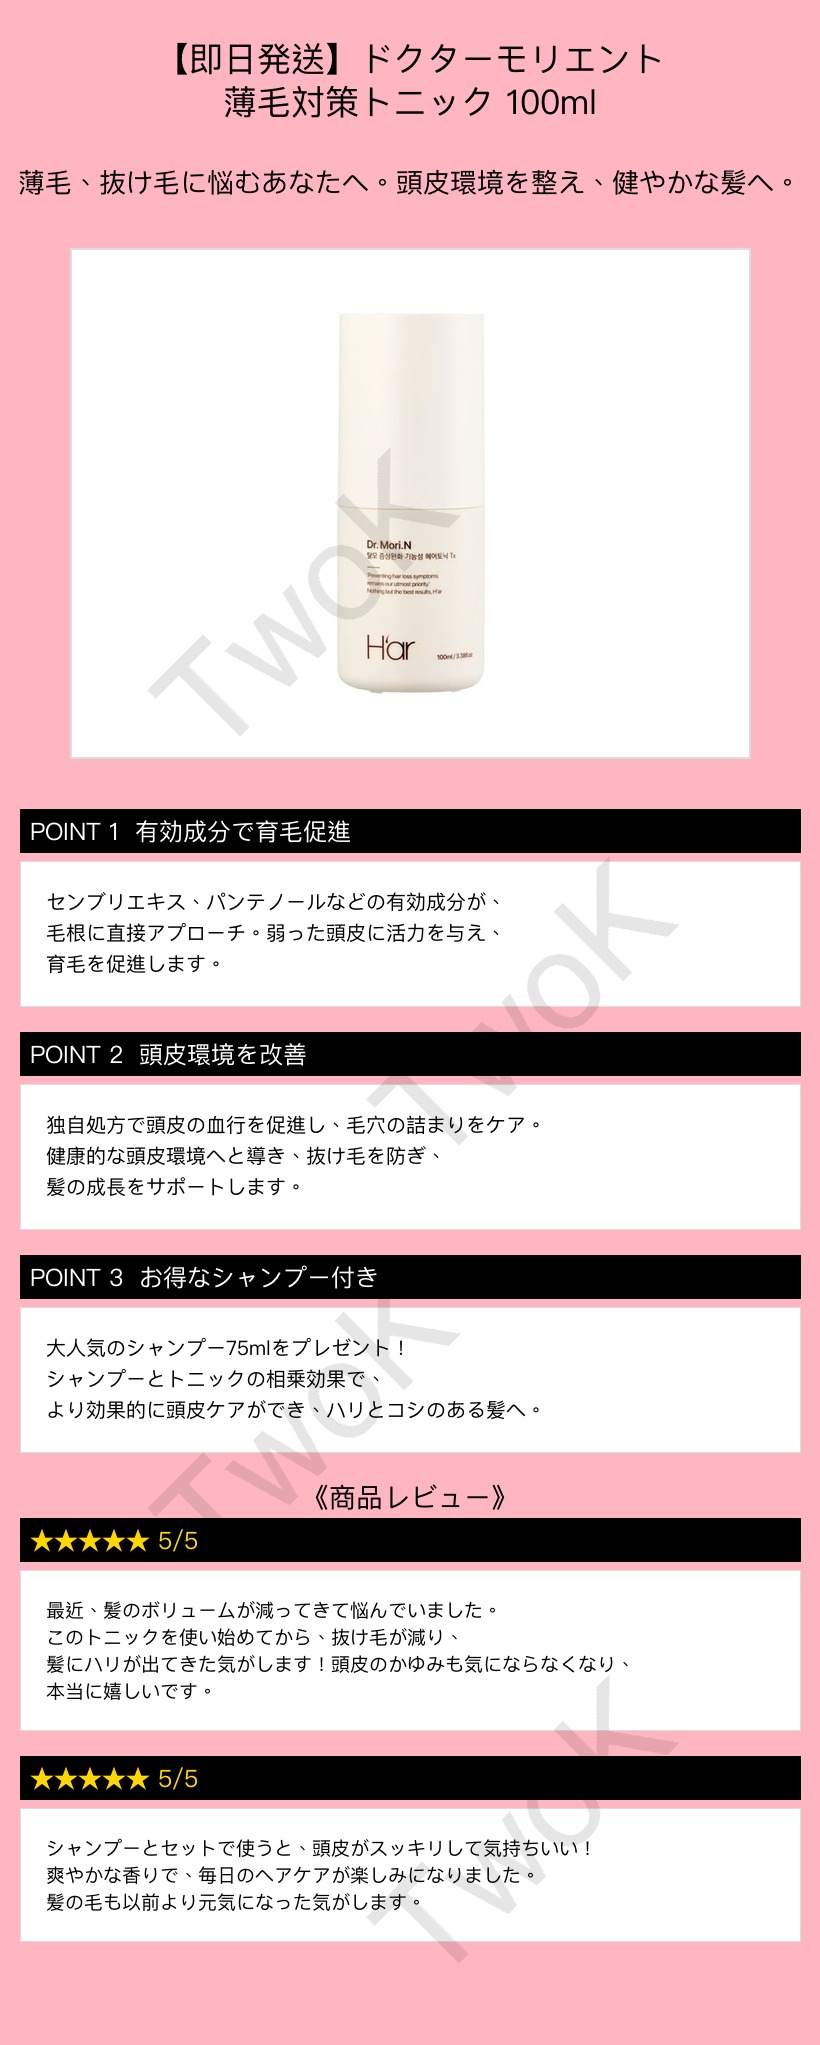 【即日発送】ドクターモリエント
薄毛対策トニック 100ml
薄毛、抜け毛に悩むあなたへ。頭皮環境を整え、健やかな髪へ。
Dr.Mori.N
탈모 증상완화 기능성 헤어토닉 1x
'Preventing hair loss symptoms
remains our utmost priority.'
Nothing but the best results, H'ar
H'ar
100ml / 3.38fl.oz
TwoK
POINT 1 有効成分で育毛促進
センブリエキス、パンテノールなどの有効成分が、
毛根に直接アプローチ。弱った頭皮に活力を与え、
育毛を促進します。
TwoK
POINT 2 頭皮環境を改善
独自処方で頭皮の血行を促進し、毛穴の詰まりをケア。
健康的な頭皮環境へと導き、抜け毛を防ぎ、
髪の成長をサポートします。
POINT 3 お得なシャンプー付き
大人気のシャンプー75mlをプレゼント！
シャンプーとトニックの相乗効果で、
より効果的に頭皮ケアができ、ハリとコシのある髪へ。
TwoK
《商品レビュー》
★★★★★ 5/5
最近、髪のボリュームが減ってきて悩んでいました。
このトニックを使い始めてから、抜け毛が減り、
髪にハリが出てきた気がします！頭皮のかゆみも気にならなくなり、
本当に嬉しいです。
★★★★★ 5/5
シャンプーとセットで使うと、頭皮がスッキリして気持ちいい！
爽やかな香りで、毎日のヘアケアが楽しみになりました。
髪の毛も以前より元気になった気がします。
TwoK